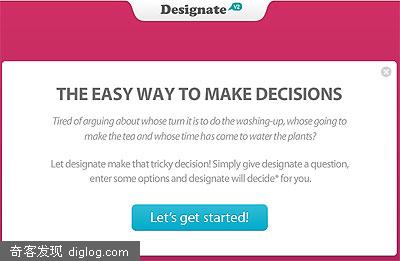 Designate V2
THE EASY WAY TO MAKE DECISIONS
Tired of arguing about whose turn it is to do the washing-up, whose going to
make the tea and whose time has come to water the plants?
Let designate make that tricky decision! Simply give designate a question,
enter some options and designate will decide* for you.
Let's get started!
奇客发现 diglog.com